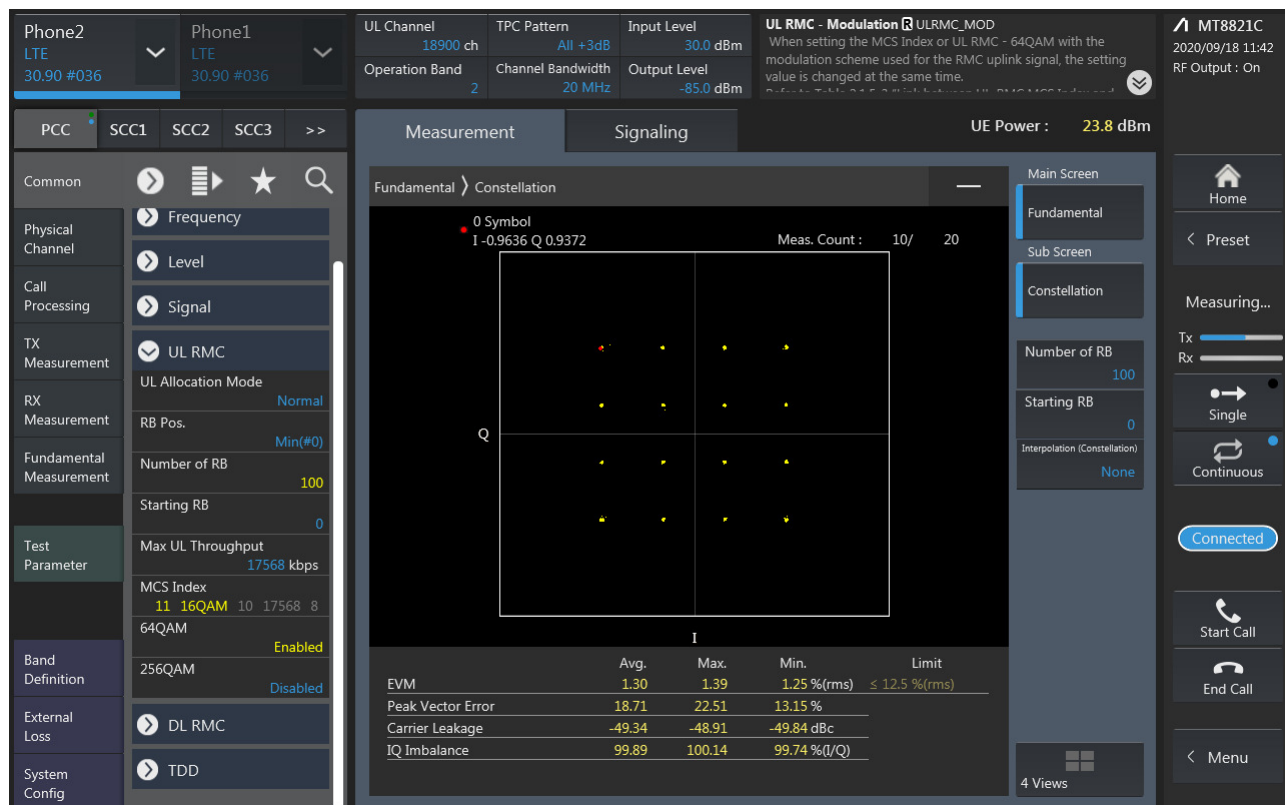 Phone2
LTE
30.90 #036
Phone1
LTE
30.90 #036
UL Channel
18900 ch
TPC Pattern
All +3dB
Input Level
30.0 dBm
Operation Band
2
Channel Bandwidth
20 MHz
Output Level
-85.0 dBm
UL RMC - Modulation R ULRMC_MOD
When setting the MCS Index or UL RMC - 64QAM with the
modulation scheme used for the RMC uplink signal, the setting
value is changed at the same time.
MT8821C
2020/09/18 11:42
RF Output : On
PCC SCC1 SCC2 SCC3 >>
Measurement
Signaling
UE Power : 23.8 dBm
Common
Physical
Channel
Call
Processing
TX
Measurement
RX
Measurement
Fundamental
Measurement
Test
Parameter
Band
Definition
External
Loss
System
Config
Frequency
Level
Signal
UL RMC
UL Allocation Mode
Normal
RB Pos.
Min(#0)
Number of RB
100
Starting RB
0
Max UL Throughput
17568 kbps
MCS Index
11 16QAM 10 17568 8
64QAM
Enabled
256QAM
Disabled
DL RMC
TDD
Fundamental 〉 Constellation
0 Symbol
I -0.9636 Q 0.9372
Meas. Count : 10/ 20
Q
I
Avg. Max. Min. Limit
EVM 1.30 1.39 1.25 %(rms) ≤ 12.5 %(rms)
Peak Vector Error 18.71 22.51 13.15 %
Carrier Leakage -49.34 -48.91 -49.84 dBc
IQ Imbalance 99.89 100.14 99.74 %(I/Q)
Main Screen
Fundamental
Sub Screen
Constellation
Number of RB
100
Starting RB
0
Interpolation (Constellation)
None
4 Views
Home
< Preset
Measuring...
Tx
Rx
Single
Continuous
Connected
Start Call
End Call
< Menu